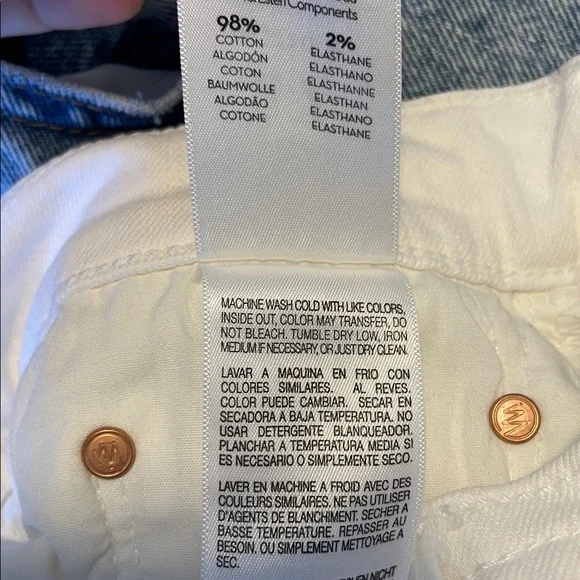 Components
98%
COTTON
ALGODÓN
COTON
BAUMWOLLE
ALGODÃO
COTONE
2%
ELASTHANE
ELASTHANO
ELASTHANNE
ELASTHAN
ELASTANO
ELASTHANE
MACHINE WASH COLD WITH LIKE COLORS,
INSIDE OUT, COLOR MAY TRANSFER, DO
NOT BLEACH. TUMBLE DRY LOW, IRON
MEDIUM IF NECESSARY, OR JUST DRY CLEAN.
LAVAR A MAQUINA EN FRIO CON
COLORES SIMILARES. AL REVES.
COLOR PUEDE CAMBIAR. SECAR EN
SECADORA A BAJA TEMPERATURA. NO
USAR DETERGENTE BLANQUEADOR.
PLANCHAR A TEMPERATURA MEDIA SI
ES NECESARIO O SIMPLEMENTE SECO.
LAVER EN MACHINE A FROID AVEC DES
COULEURS SIMILAIRES. NE PAS UTILISER
D'AGENTS DE BLANCHIMENT. SECHER A
BASSE TEMPERATURE. REPASSER AU
BESOIN. OU SIMPLEMENT METTOYAGE A
SEC.
NICHT